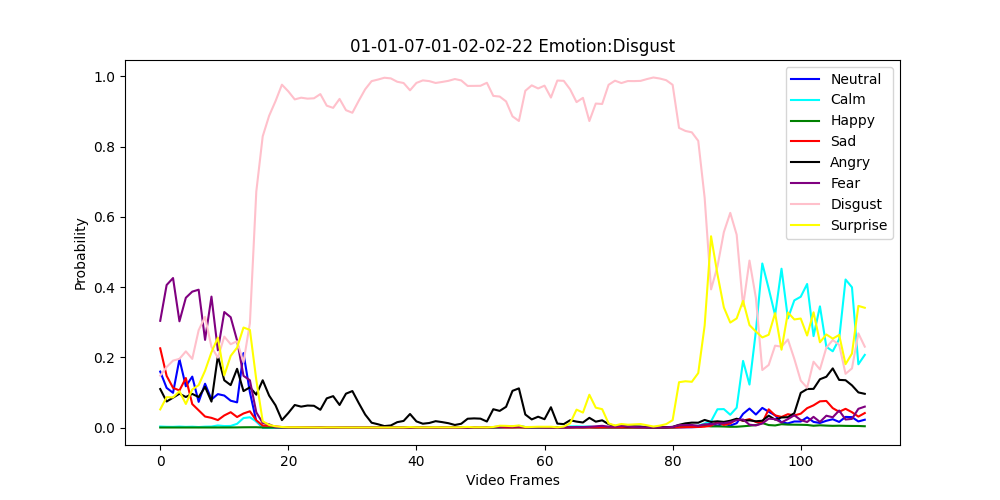 01-01-07-01-02-02-22 Emotion:Disgust
1.0
0.8
0.6
0.4
0.2
0.0
Probability
Neutral
Calm
Happy
Sad
Angry
Fear
Disgust
Surprise
0 20 40 60 80 100
Video Frames